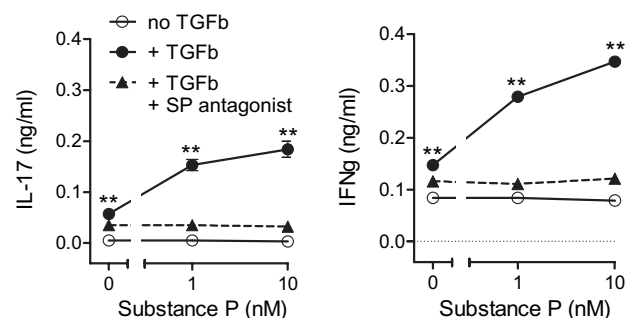 no TGFb
+ TGFb
+ TGFb
+ SP antagonist
IL-17 (ng/ml)
0.4
0.3
0.2
0.1
0.0
**
**
**
0
1
10
Substance P (nM)
IFNg (ng/ml)
0.4
0.3
0.2
0.1
0.0
**
**
**
0
1
10
Substance P (nM)